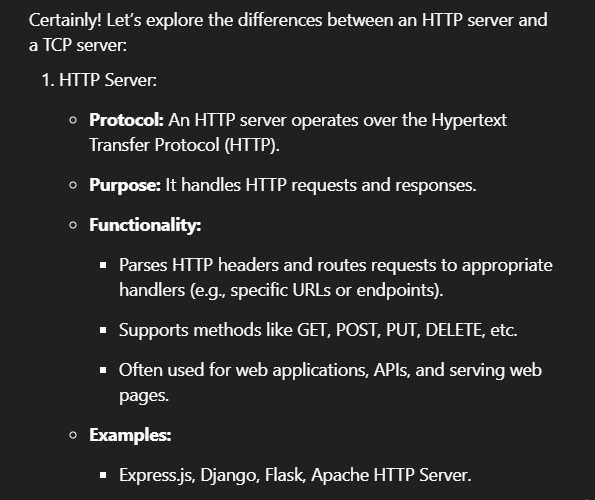 Certainly! Let’s explore the differences between an HTTP server and
a TCP server:
1. HTTP Server:
○ Protocol: An HTTP server operates over the Hypertext
Transfer Protocol (HTTP).
○ Purpose: It handles HTTP requests and responses.
○ Functionality:
▪ Parses HTTP headers and routes requests to appropriate
handlers (e.g., specific URLs or endpoints).
▪ Supports methods like GET, POST, PUT, DELETE, etc.
▪ Often used for web applications, APIs, and serving web
pages.
○ Examples:
▪ Express.js, Django, Flask, Apache HTTP Server.